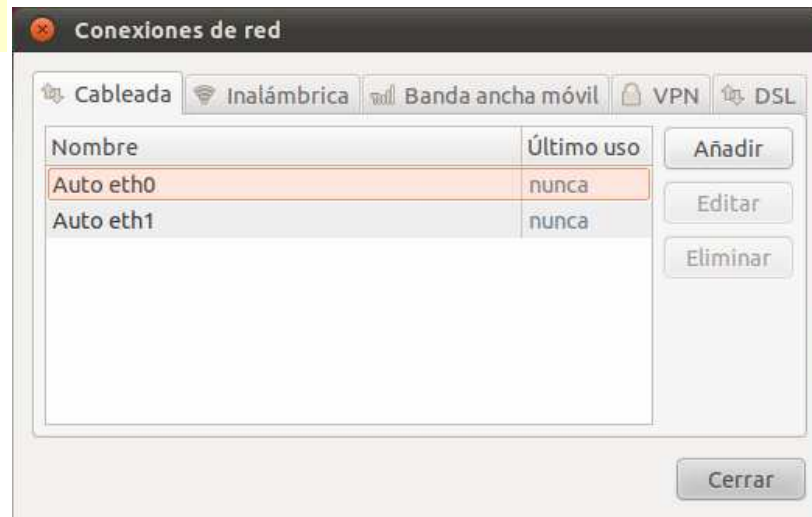 Conexiones de red
Cableada Inalámbrica Banda ancha móvil VPN DSL
Nombre Último uso Añadir
Auto eth0 nunca Editar
Auto eth1 nunca
Eliminar
Cerrar